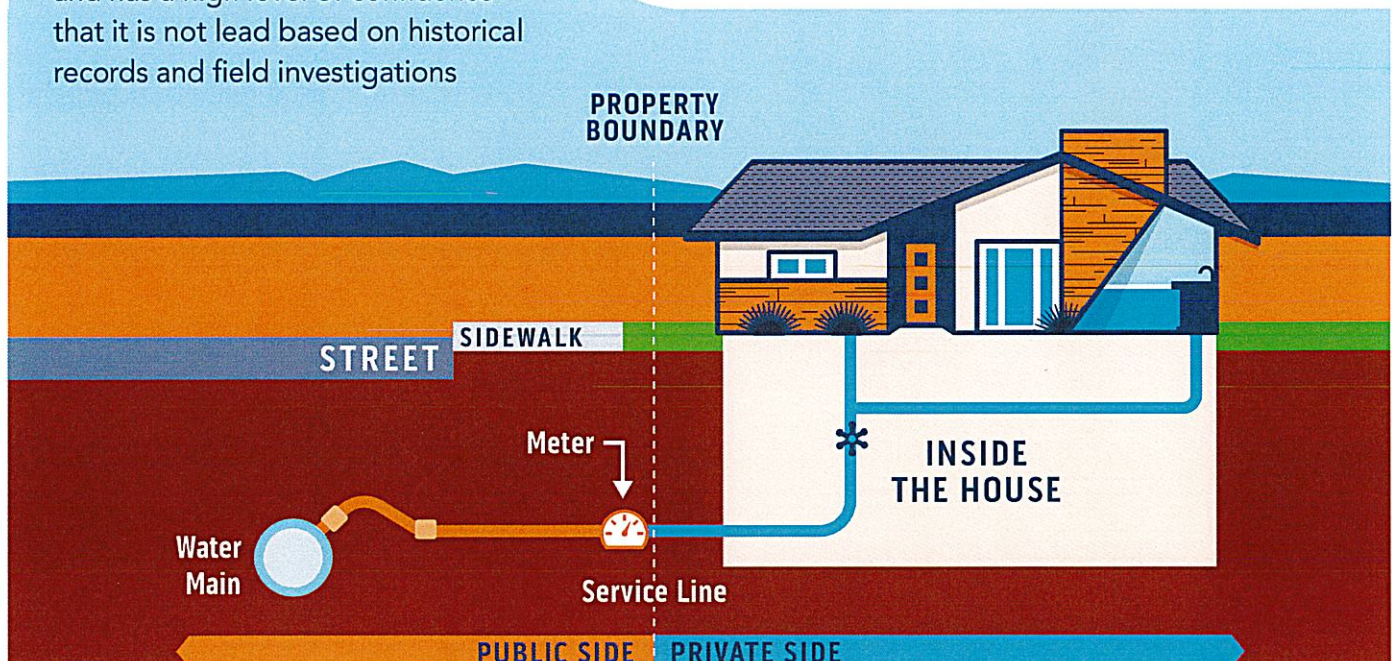 that it is not lead based on historical
records and field investigations
PROPERTY
BOUNDARY
SIDEWALK
STREET
Meter
INSIDE
THE HOUSE
Water
Main
Service Line
PUBLIC SIDE
PRIVATE SIDE